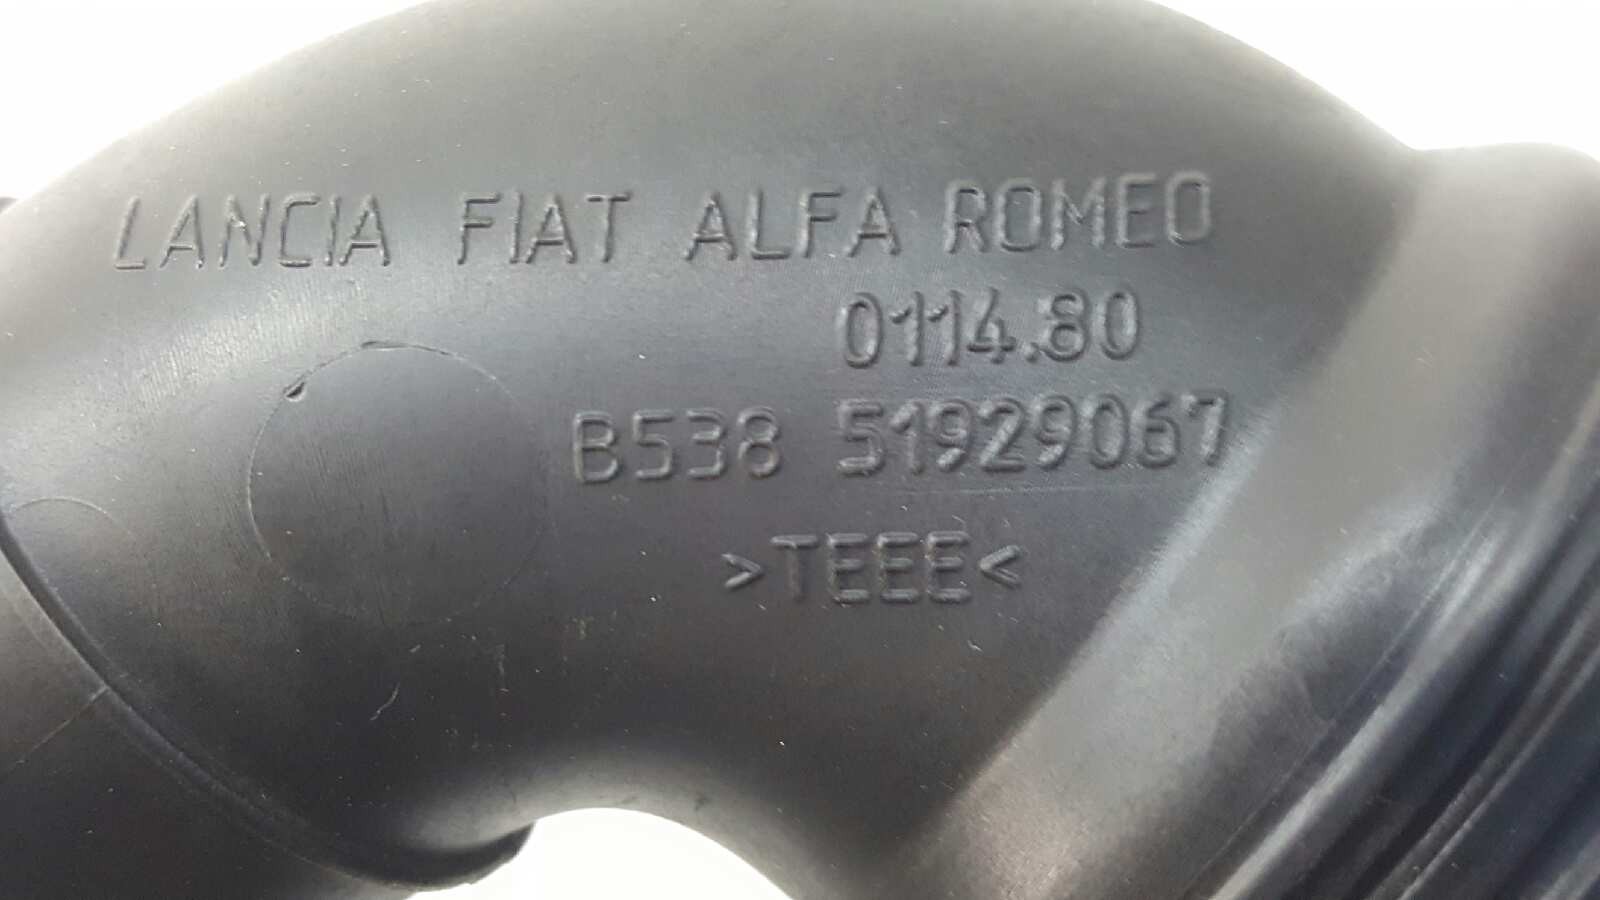 LANCIA FIAT ALFA ROMEO
0114.80
B538 51929067
>TEEE<